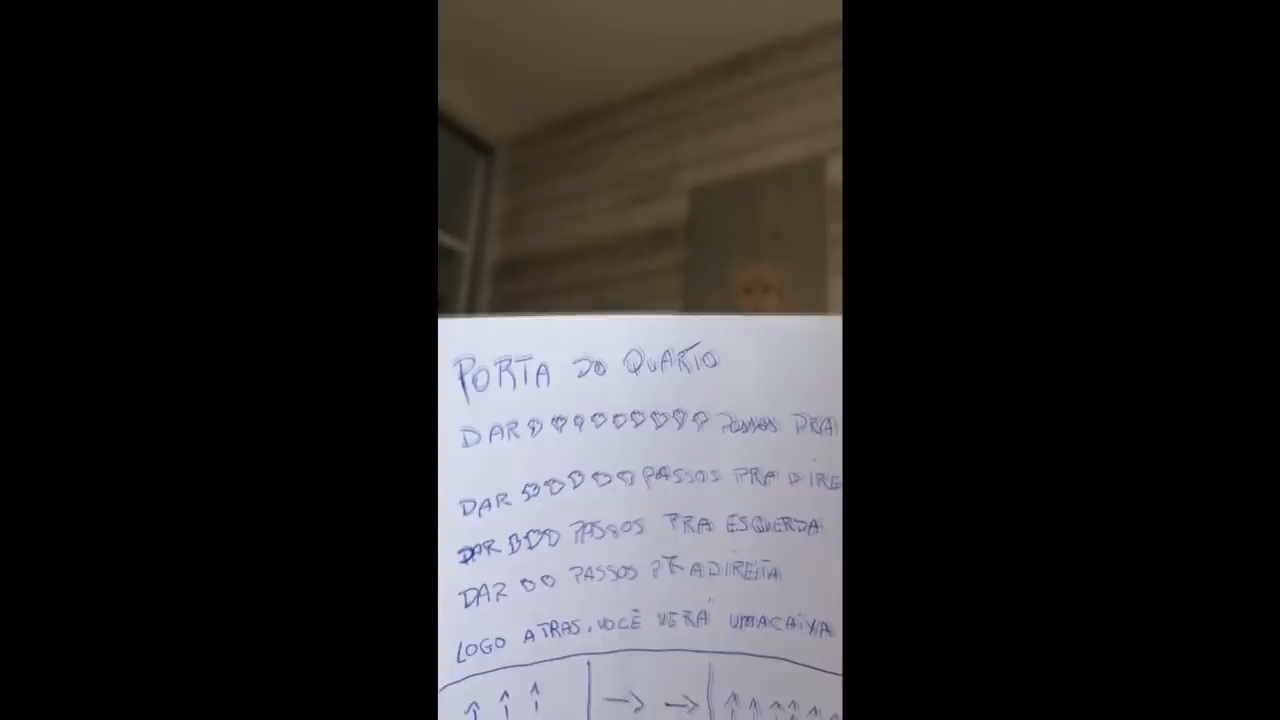 PORTA DO QUARTO
DAR PASSOS PRA
DAR PASSOS PRA DIRE
DAR PASSOS PRA ESQUERDA
DAR PASSOS PRA DIREITA
LOGO ATRAS. VOCÊ VERÁ UMA CAIXA